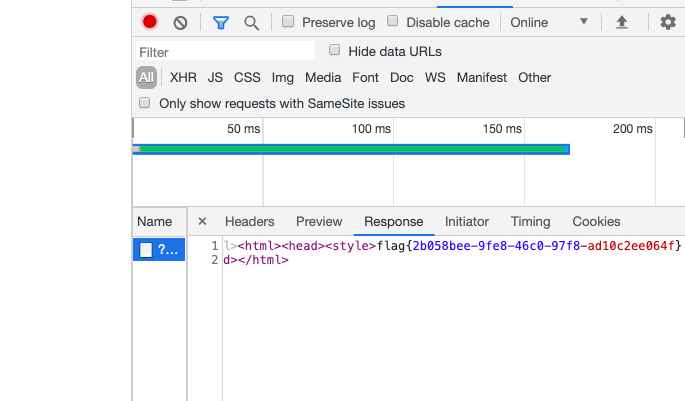 Preserve log Disable cache Online
Filter Hide data URLs
All XHR JS CSS Img Media Font Doc WS Manifest Other
Only show requests with SameSite issues
50 ms 100 ms 150 ms 200 ms
Name × Headers Preview Response Initiator Timing Cookies
?... 1 l><html><head><style>flag{2b058bee-9fe8-46c0-97f8-ad10c2ee064f}
2 d></html>